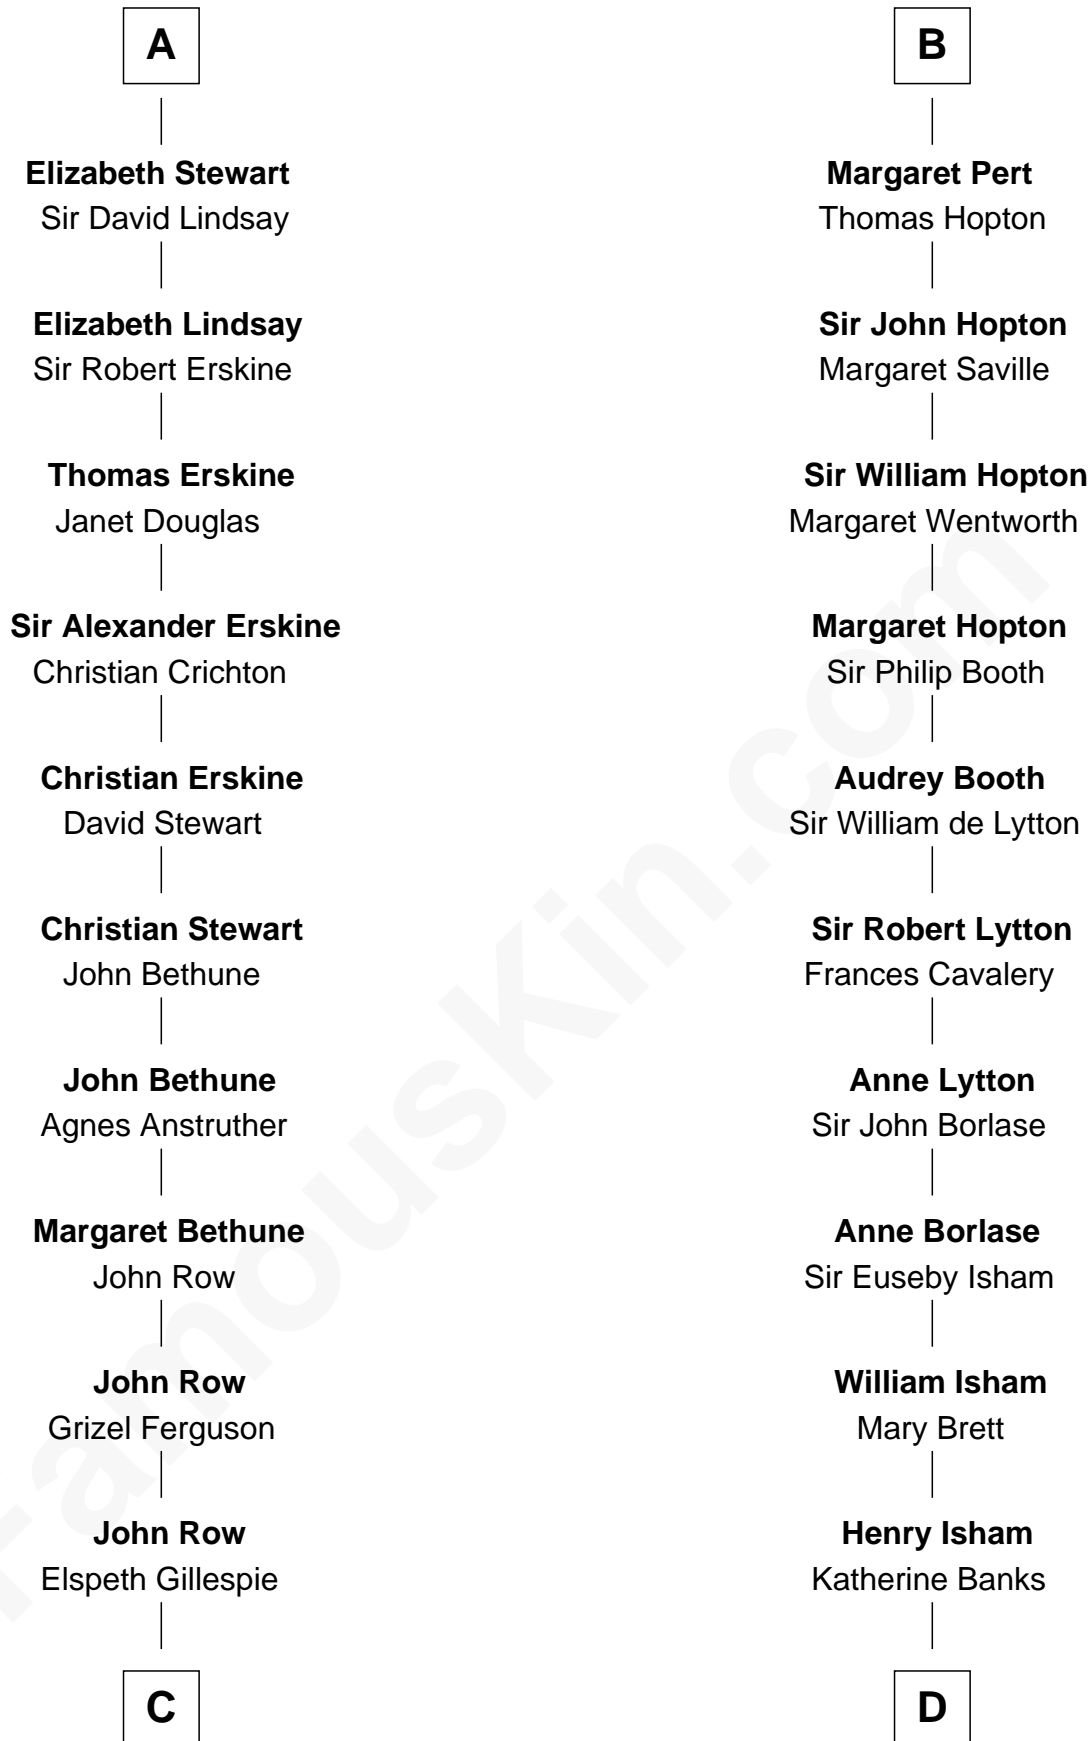 A
Elizabeth Stewart
Sir David Lindsay
Elizabeth Lindsay
Sir Robert Erskine
Thomas Erskine
Janet Douglas
Sir Alexander Erskine
Christian Crichton
Christian Erskine
David Stewart
Christian Stewart
John Bethune
John Bethune
Agnes Anstruther
Margaret Bethune
John Row
John Row
Grizel Ferguson
John Row
Elspeth Gillespie
C
B
Margaret Pert
Thomas Hopton
Sir John Hopton
Margaret Saville
Sir William Hopton
Margaret Wentworth
Margaret Hopton
Sir Philip Booth
Audrey Booth
Sir William de Lytton
Sir Robert Lytton
Frances Cavalery
Anne Lytton
Sir John Borlase
Anne Borlase
Sir Euseby Isham
William Isham
Mary Brett
Henry Isham
Katherine Banks
D
FamousKin.com